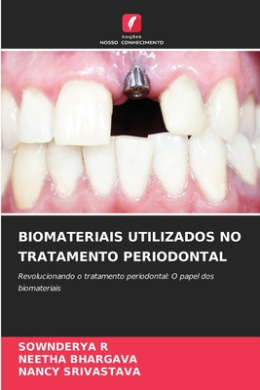 edições
NOSSO CONHECIMENTO
BIOMATERIAIS UTILIZADOS NO
TRATAMENTO PERIODONTAL
Revolucionando o tratamento periodontal: O papel dos
biomateriais
SOWNDERYA R
NEETHA BHARGAVA
NANCY SRIVASTAVA